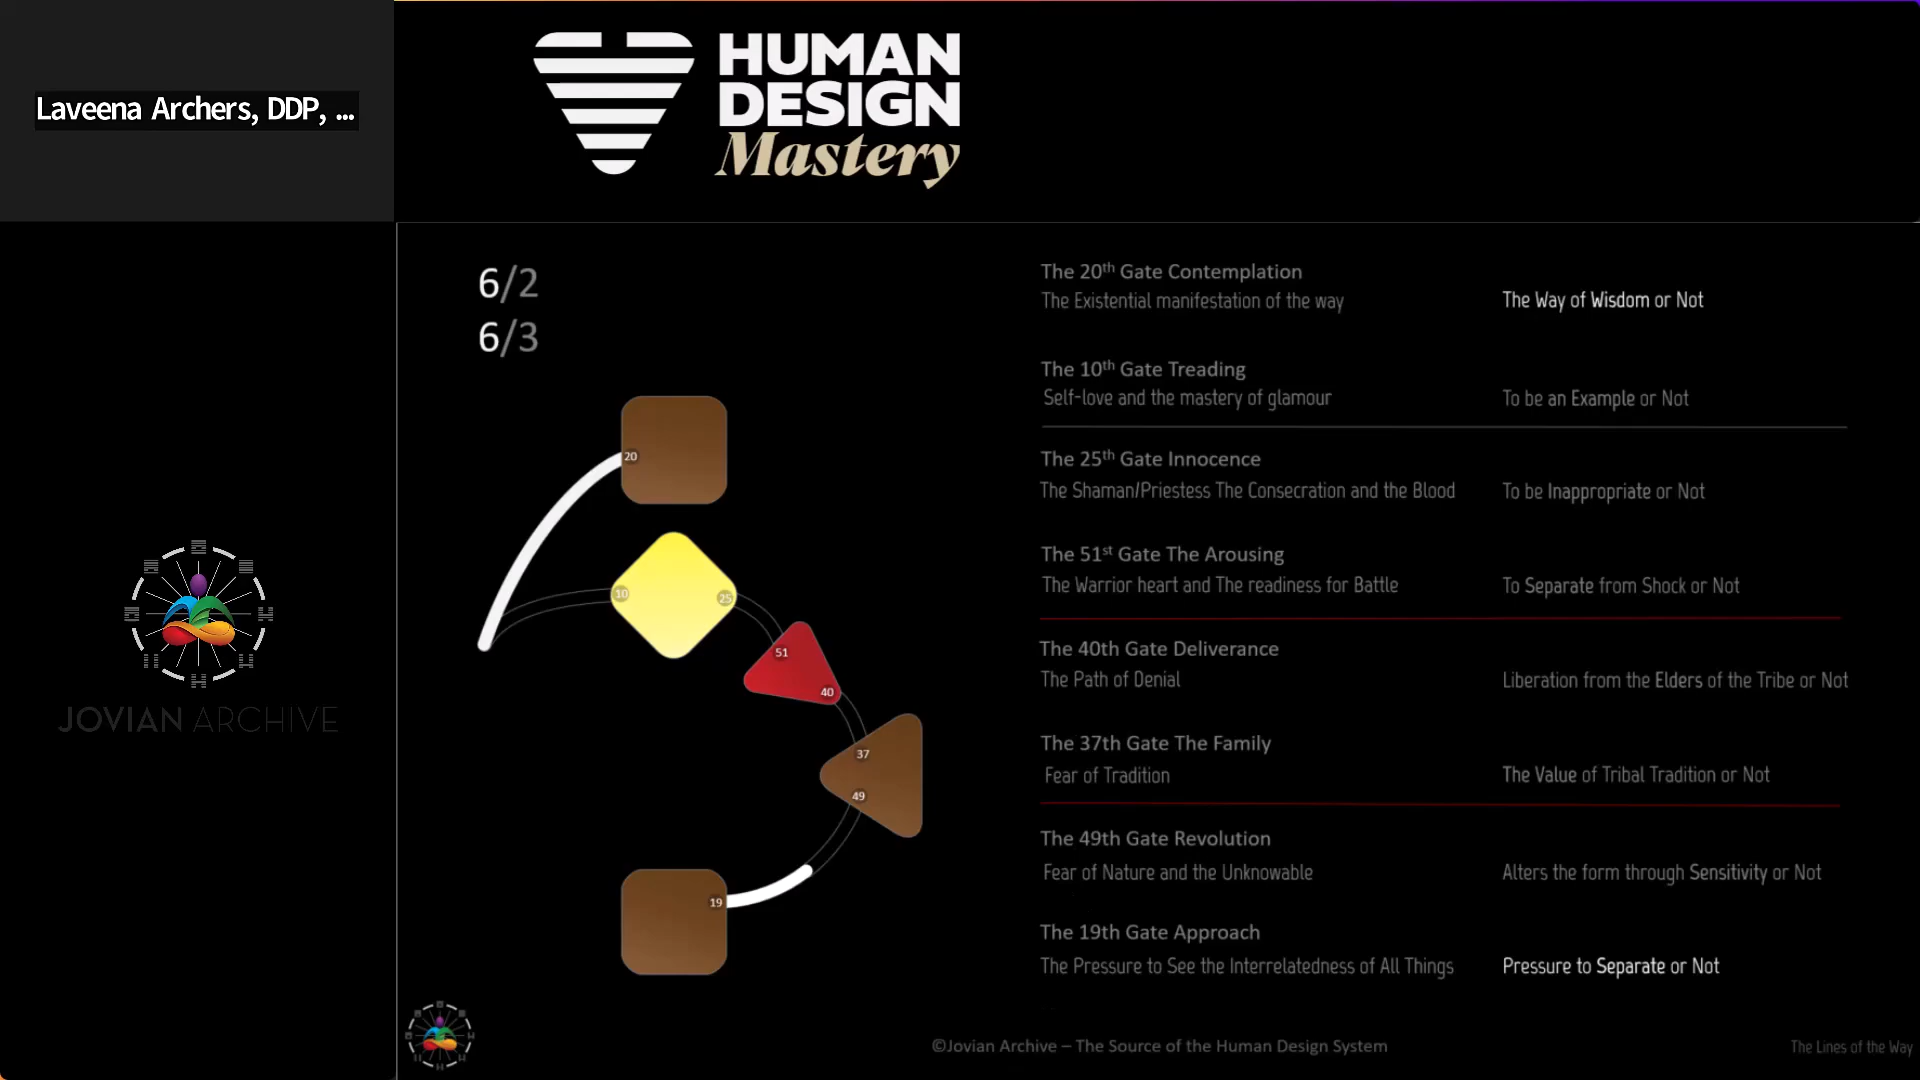 Laveena Archers, DDP, ...
HUMAN
DESIGN
Mastery
6/2
6/3
20
10
25
51
40
37
49
19
The 20th Gate Contemplation
The Existential manifestation of the way
The Way of Wisdom or Not
The 10th Gate Treading
Self-love and the mastery of glamour
To be an Example or Not
The 25th Gate Innocence
The Shaman/Priestess The Consecration and the Blood
To be Inappropriate or Not
The 51st Gate The Arousing
The Warrior heart and The readiness for Battle
To Separate from Shock or Not
The 40th Gate Deliverance
The Path of Denial
Liberation from the Elders of the Tribe or Not
The 37th Gate The Family
Fear of Tradition
The Value of Tribal Tradition or Not
The 49th Gate Revolution
Fear of Nature and the Unknowable
Alters the form through Sensitivity or Not
The 19th Gate Approach
The Pressure to See the Interrelatedness of All Things
Pressure to Separate or Not
JOVIAN ARCHIVE
©Jovian Archive – The Source of the Human Design System
The Lines of the Way